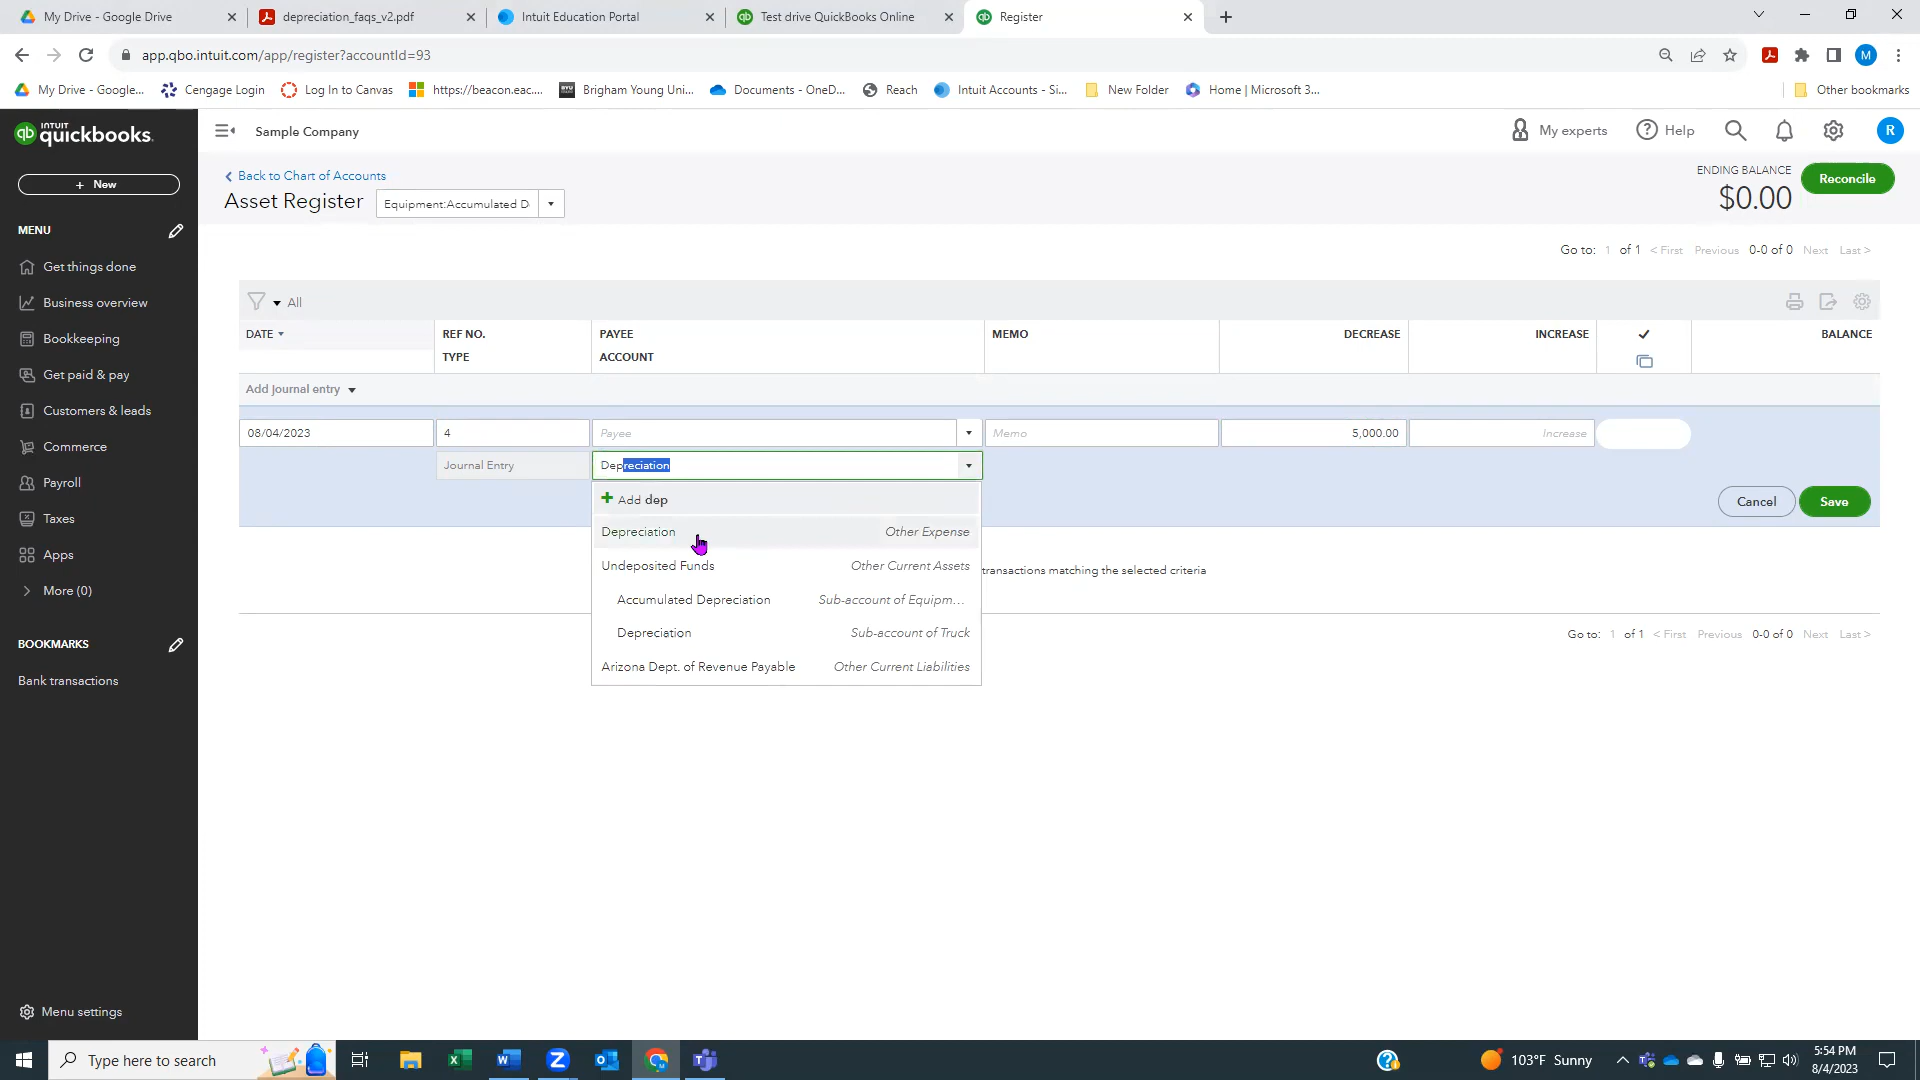 My Drive - Google Drive
depreciation_faqs_v2.pdf
Intuit Education Portal
Test drive QuickBooks Online
Register
app.qbo.intuit.com/app/register?accountId=93
M
My Drive - Google...
Cengage Login
Log In to Canvas
https://beacon.eac....
BYU
Brigham Young Uni...
Documents - OneD...
Reach
Intuit Accounts - Si...
New Folder
Home | Microsoft 3...
Other bookmarks
INTUIT
quickbooks.
Sample Company
My experts
Help
R
+ New
Back to Chart of Accounts
Asset Register
Equipment:Accumulated D
ENDING BALANCE
$0.00
Reconcile
MENU
Get things done
Business overview
Bookkeeping
Get paid & pay
Customers & leads
Commerce
Payroll
Taxes
Apps
More (0)
BOOKMARKS
Bank transactions
Menu settings
Go to: 1 of 1 < First Previous 0-0 of 0 Next Last >
All
DATE
REF NO.
TYPE
PAYEE
ACCOUNT
MEMO
DECREASE
INCREASE
BALANCE
Add journal entry
08/04/2023
4
Payee
Memo
5,000.00
Increase
Journal Entry
Depreciation
Add dep
Depreciation Other Expense
Undeposited Funds Other Current Assets
Accumulated Depreciation Sub-account of Equipm...
Depreciation Sub-account of Truck
Arizona Dept. of Revenue Payable Other Current Liabilities
Cancel
Save
transactions matching the selected criteria
Go to: 1 of 1 < First Previous 0-0 of 0 Next Last >
Type here to search
103°F Sunny
5:54 PM
8/4/2023